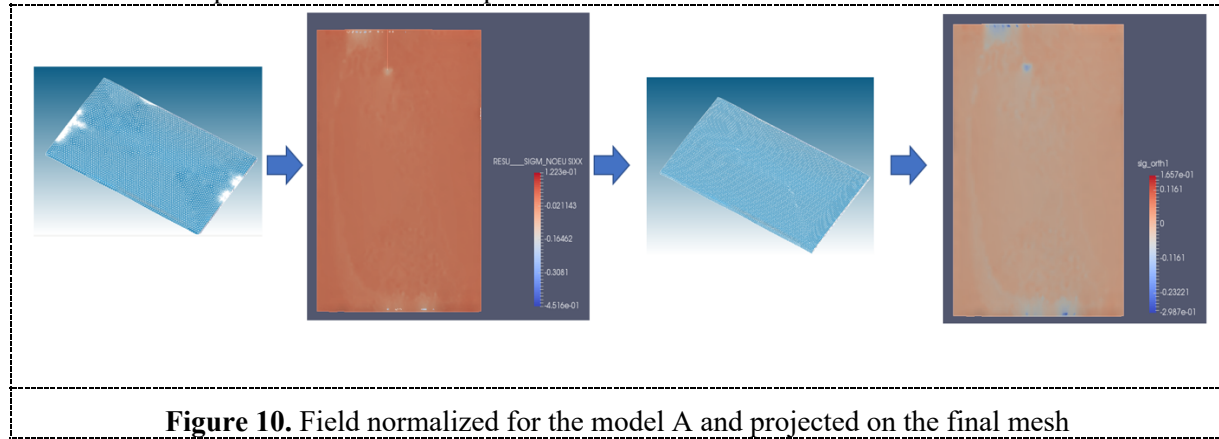 RESU___SIGM_NOEU SIXX
1.223e-01
-0.021143
-0.16462
-0.3081
-4.516e-01
sig_orth1
1.657e-01
0.1161
0
-0.1161
-0.23221
-2.987e-01
Figure 10. Field normalized for the model A and projected on the final mesh